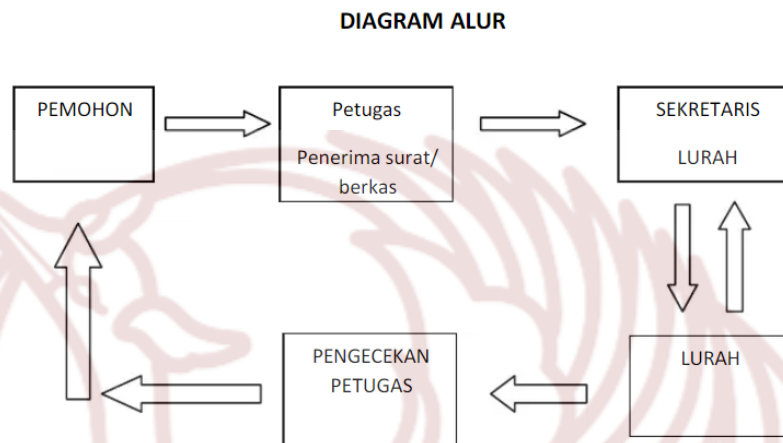 DIAGRAM ALUR
PEMOHON
Petugas
Penerima surat/
berkas
SEKRETARIS
LURAH
LURAH
PENGECEKAN
PETUGAS